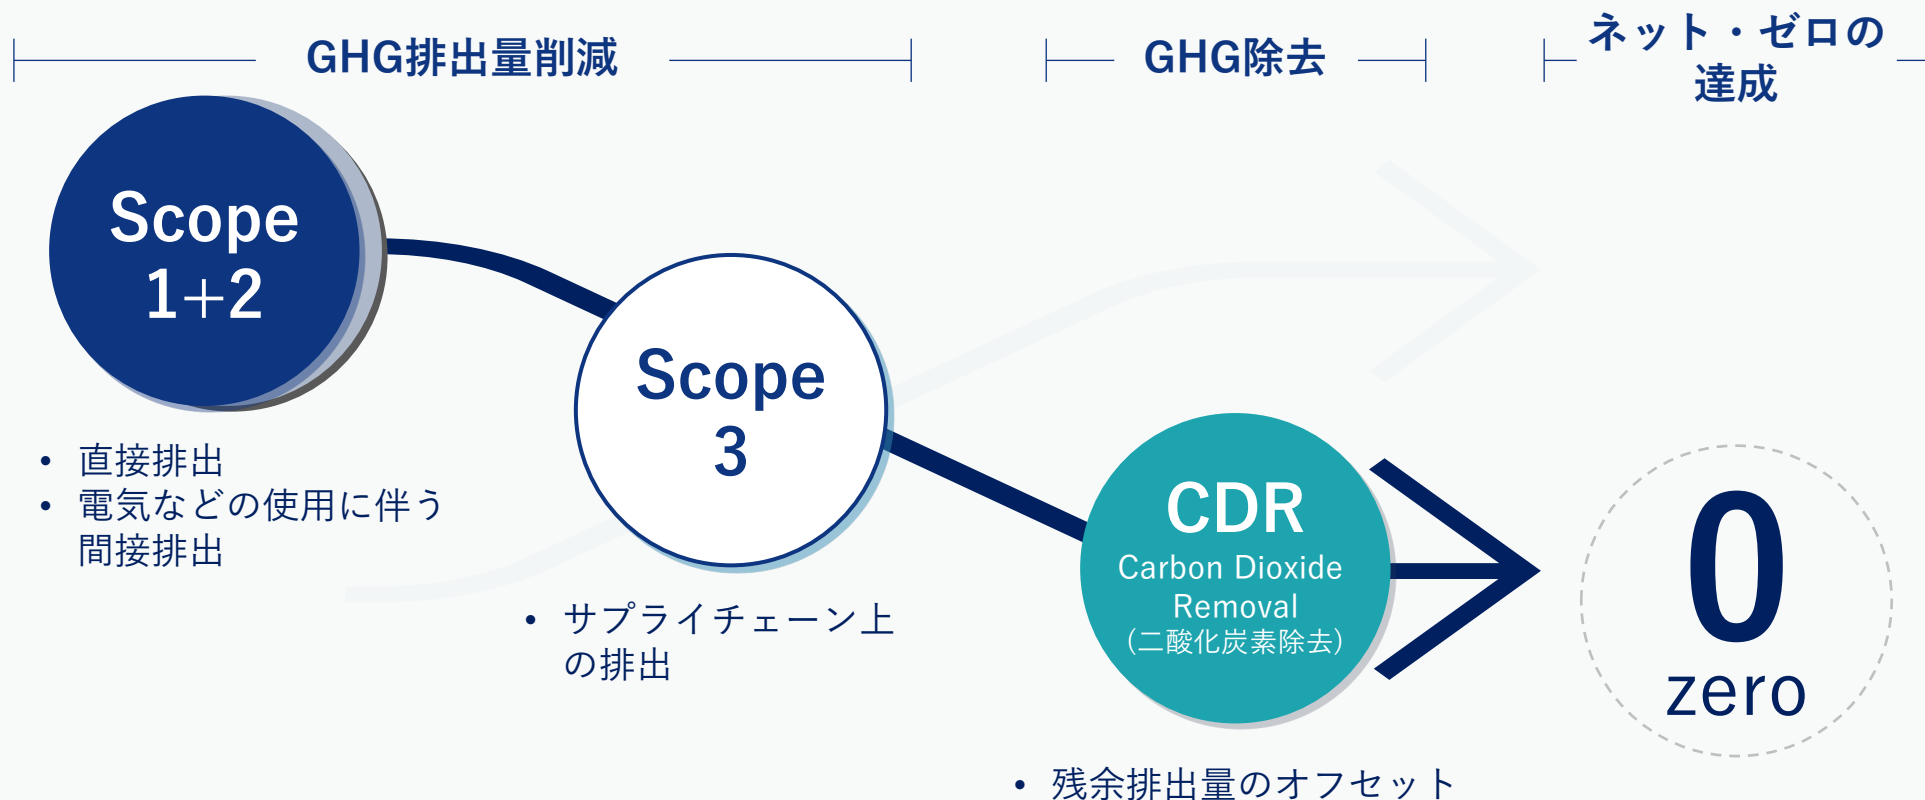 GHG排出量削減
GHG除去
ネット・ゼロの
達成
Scope
1+2
• 直接排出
• 電気などの使用に伴う
間接排出
Scope
3
• サプライチェーン上
の排出
CDR
Carbon Dioxide
Removal
（二酸化炭素除去）
• 残余排出量のオフセット
0
zero